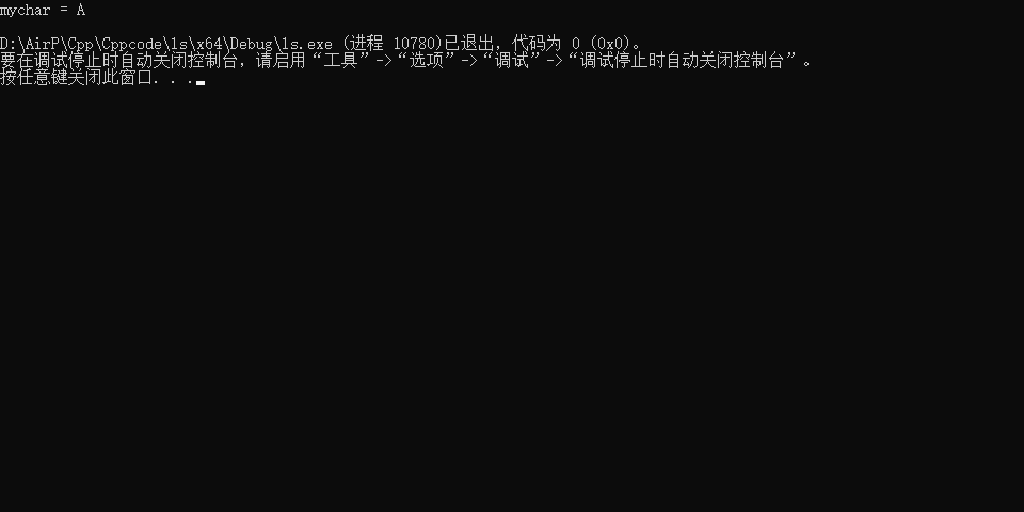 mychar = A
D:\AirP\Cpp\Cppcode\ls\x64\Debug\ls.exe (进程 10780)已退出，代码为 0 (0x0)。
要在调试停止时自动关闭控制台，请启用“工具”->“选项”->“调试”->“调试停止时自动关闭控制台”。
按任意键关闭此窗口. . .